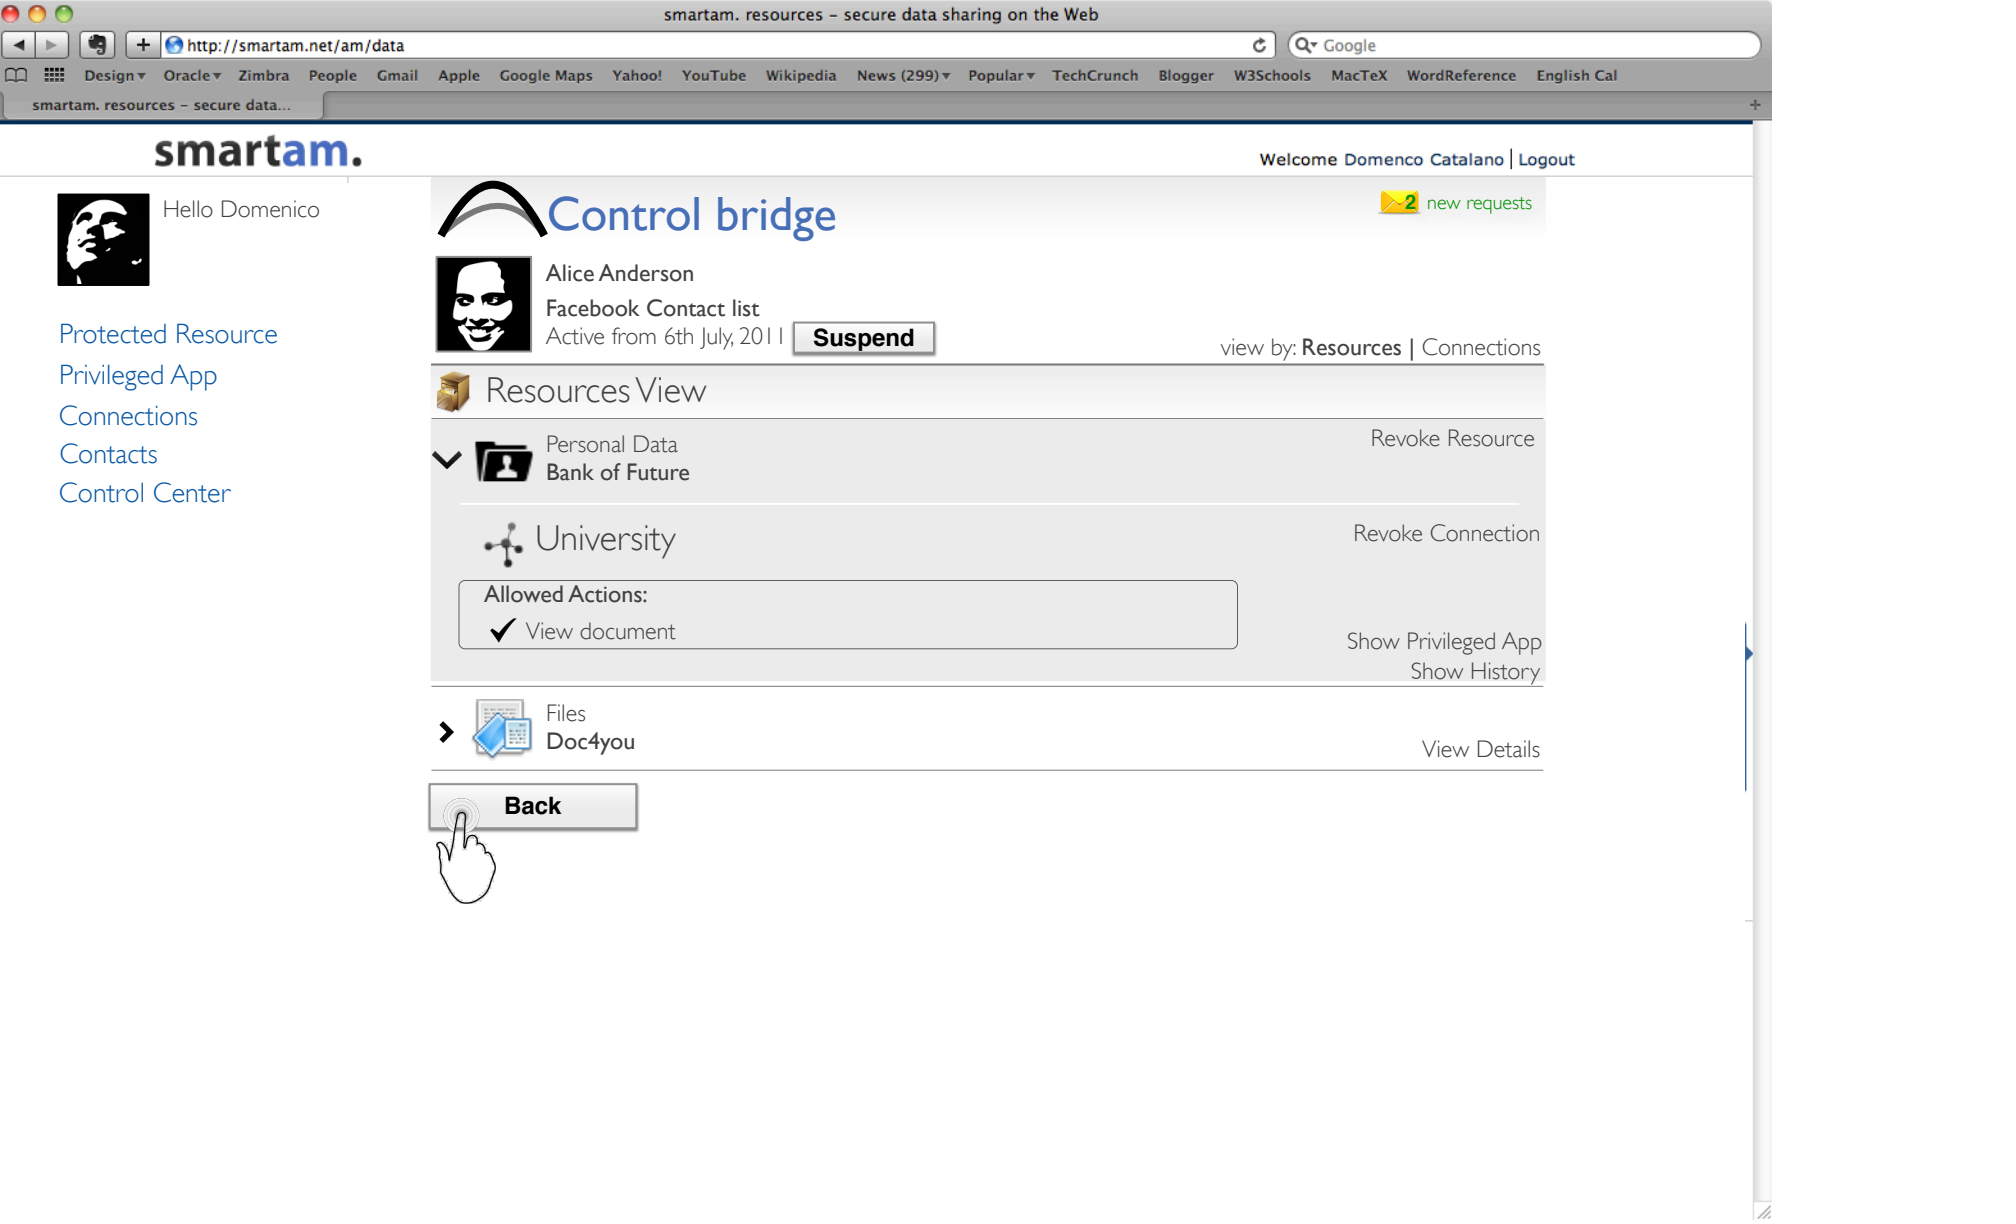 smartam. resources – secure data sharing on the Web
http://smartam.net/am/data
Google
Design Oracle Zimbra People Gmail Apple Google Maps Yahoo! YouTube Wikipedia News (299) Popular TechCrunch Blogger W3Schools MacTeX WordReference English Cal
smartam. resources – secure data...
smartam.
Welcome Domenco Catalano | Logout
Hello Domenico
Control bridge
2 new requests
Alice Anderson
Facebook Contact list
Active from 6th July, 2011 Suspend
view by: Resources | Connections
Protected Resource
Privileged App
Connections
Contacts
Control Center
Resources View
Personal Data
Bank of Future
Revoke Resource
University
Revoke Connection
Allowed Actions:
View document
Show Privileged App
Show History
Files
Doc4you
View Details
Back